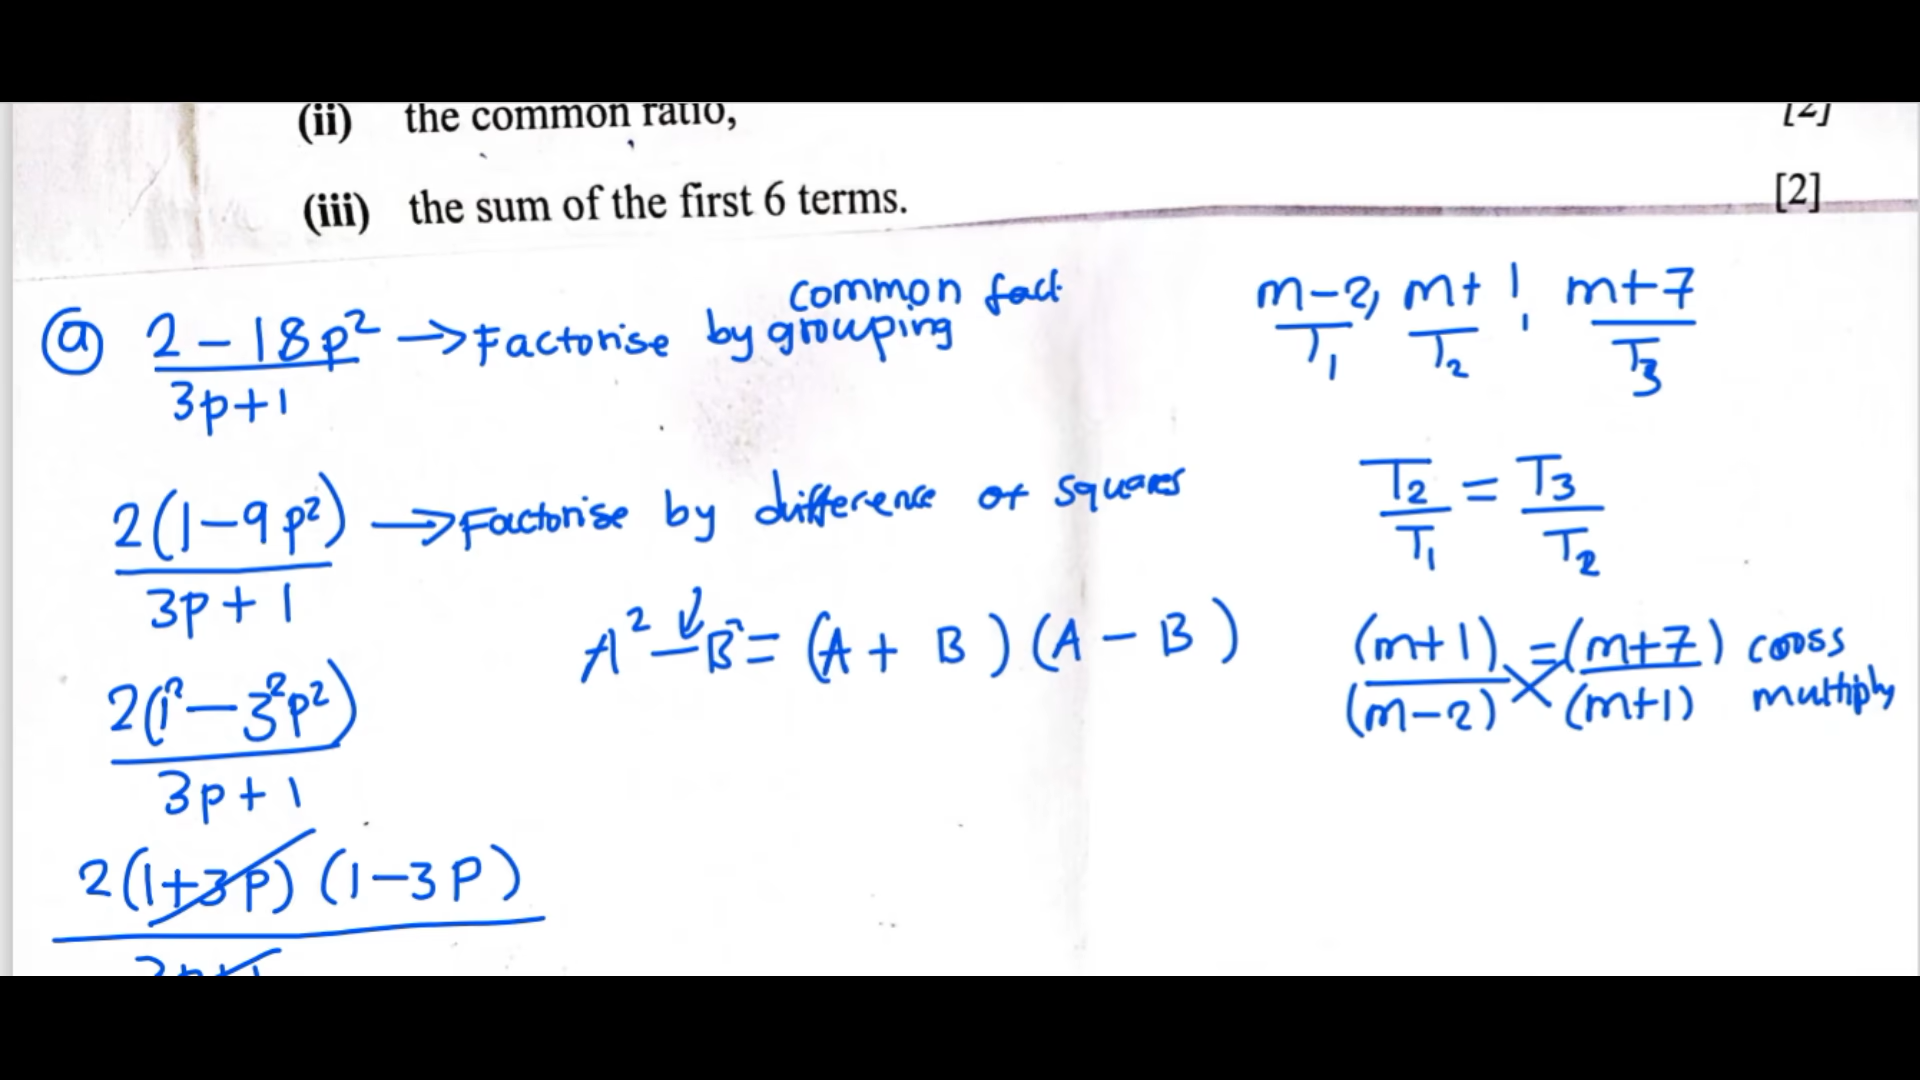 (ii) the common ratio, [2]
(iii) the sum of the first 6 terms. [2]
(a) 2 - 18p² / 3p+1 → Factorise by grouping common fact
2(1-9p²) / 3p+1 → Factorise by difference of squares
A² - B² = (A + B)(A - B)
2(1² - 3²p²) / 3p+1
2(1+3p)(1-3p)
3p+1
m-2, m+1, m+7
T₁ T₂ T₃
T₂/T₁ = T₃/T₂
(m+1)/(m-2) = (m+7)/(m+1) cross
multiply